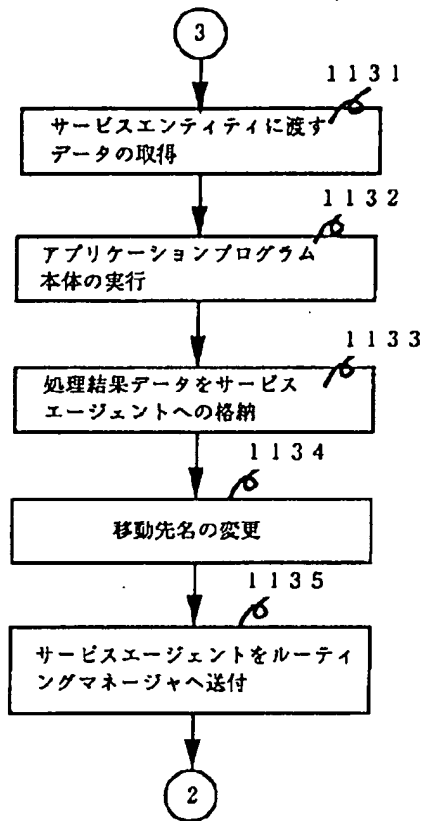 3
1131
サービスエンティティに渡す
データの取得
1132
アプリケーションプログラム
本体の実行
1133
処理結果データをサービス
エージェントへの格納
1134
移動先名の変更
1135
サービスエージェントをルーティ
ングマネージャへ送付
2